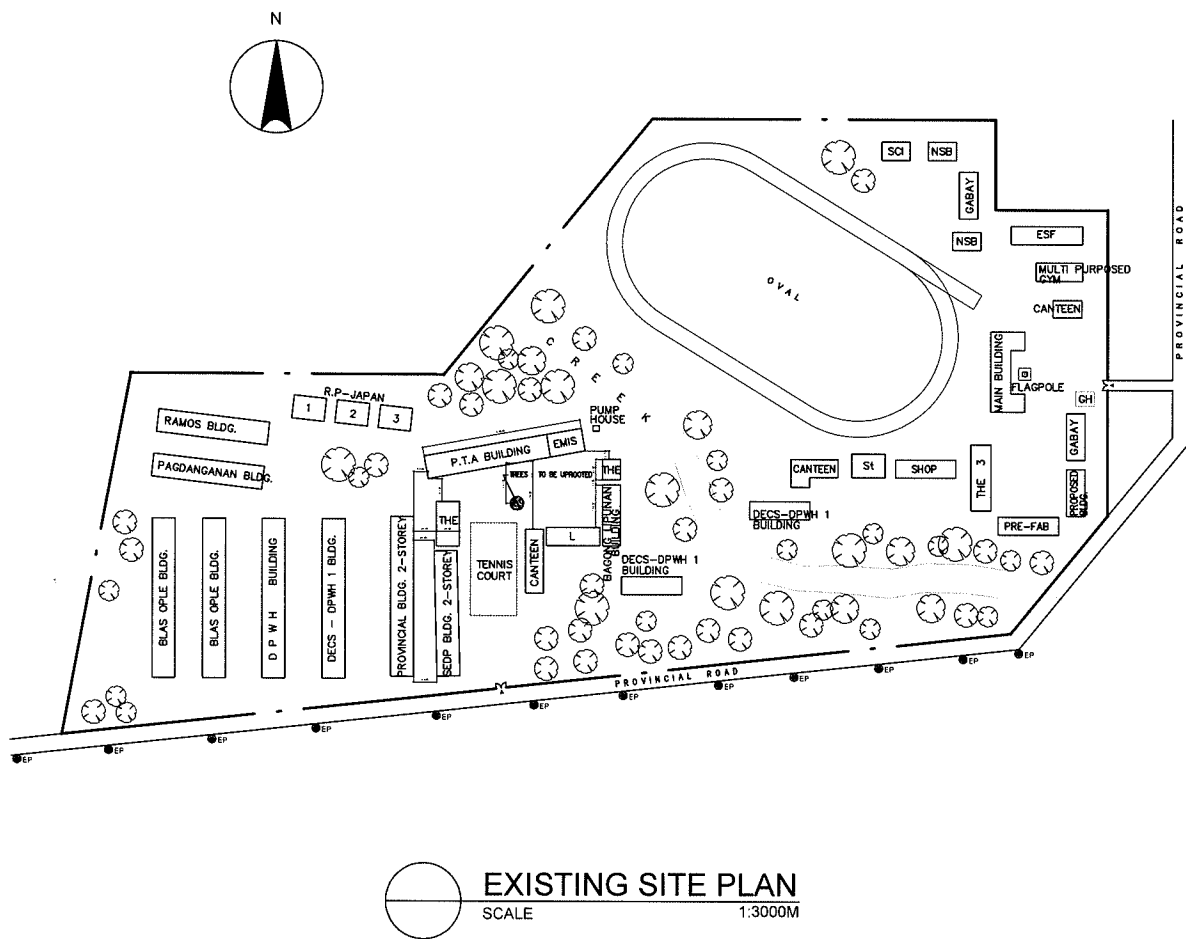 N
SCI
NSB
GABAY
PROVINCIAL ROAD
NSB
ESF
MULTI PURPOSED
GYM
OVAL
CANTEEN
MAIN BUILDING
FLAGPOLE
GH
CREEK
R.P-JAPAN
1
2
3
RAMOS BLDG.
PUMP
HOUSE
P.T.A BUILDING
EMIS
GABAY
PAGDANGANAN BLDG.
TREES TO BE UPROOTED
THE
CANTEEN
St
SHOP
THE 3
PROPOSED
BLDG.
BLAS OPLE BLDG.
BLAS OPLE BLDG.
DPWH BUILDING
DECS - DPWH 1 BLDG.
PROVINCIAL BLDG. 2-STOREY
THE
SEDP BLDG. 2-STOREY
TENNIS
COURT
CANTEEN
L
BAGONG LIPUNAN
BUILDING
DECS-DPWH 1
BUILDING
PRE-FAB
DECS-DPWH 1
BUILDING
PROVINCIAL ROAD
EP
EP
EP
EP
EP
EP
EP
EP
EP
EP
EP
EXISTING SITE PLAN
SCALE 1:3000M